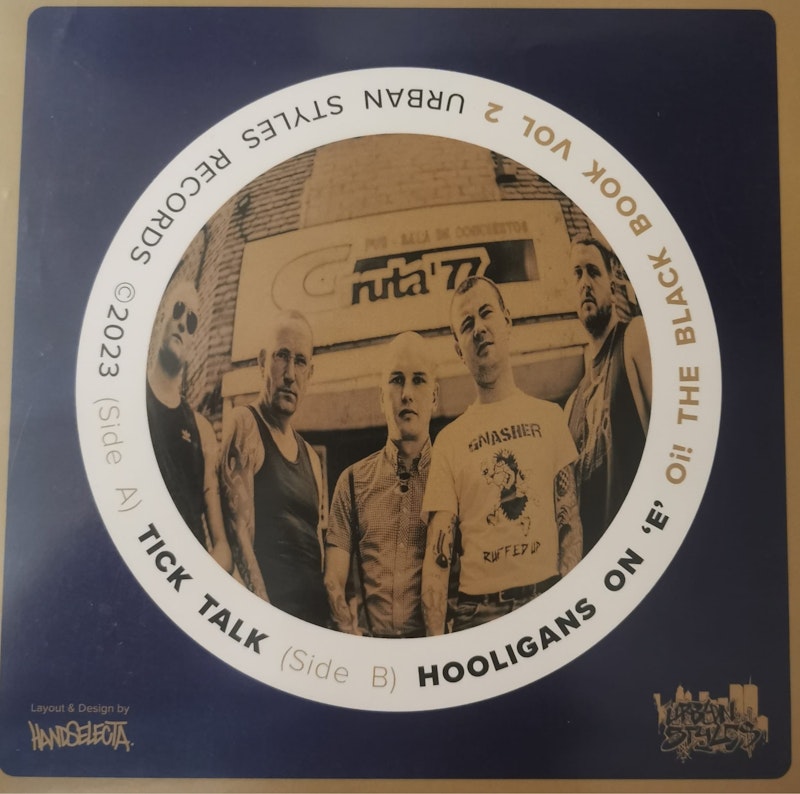 URBAN STYLES RECORDS ©2023 (Side A) TICK TALK (Side B) HOOLIGANS ON ‘E’ Oi! THE BLACK BOOK VOL 2
PUB - SALA DE CONCIERTOS
Gruta'77
GNASHER
RUFFED UP
Layout & Design by
HANDSELECTA.
URBAN
STYLES